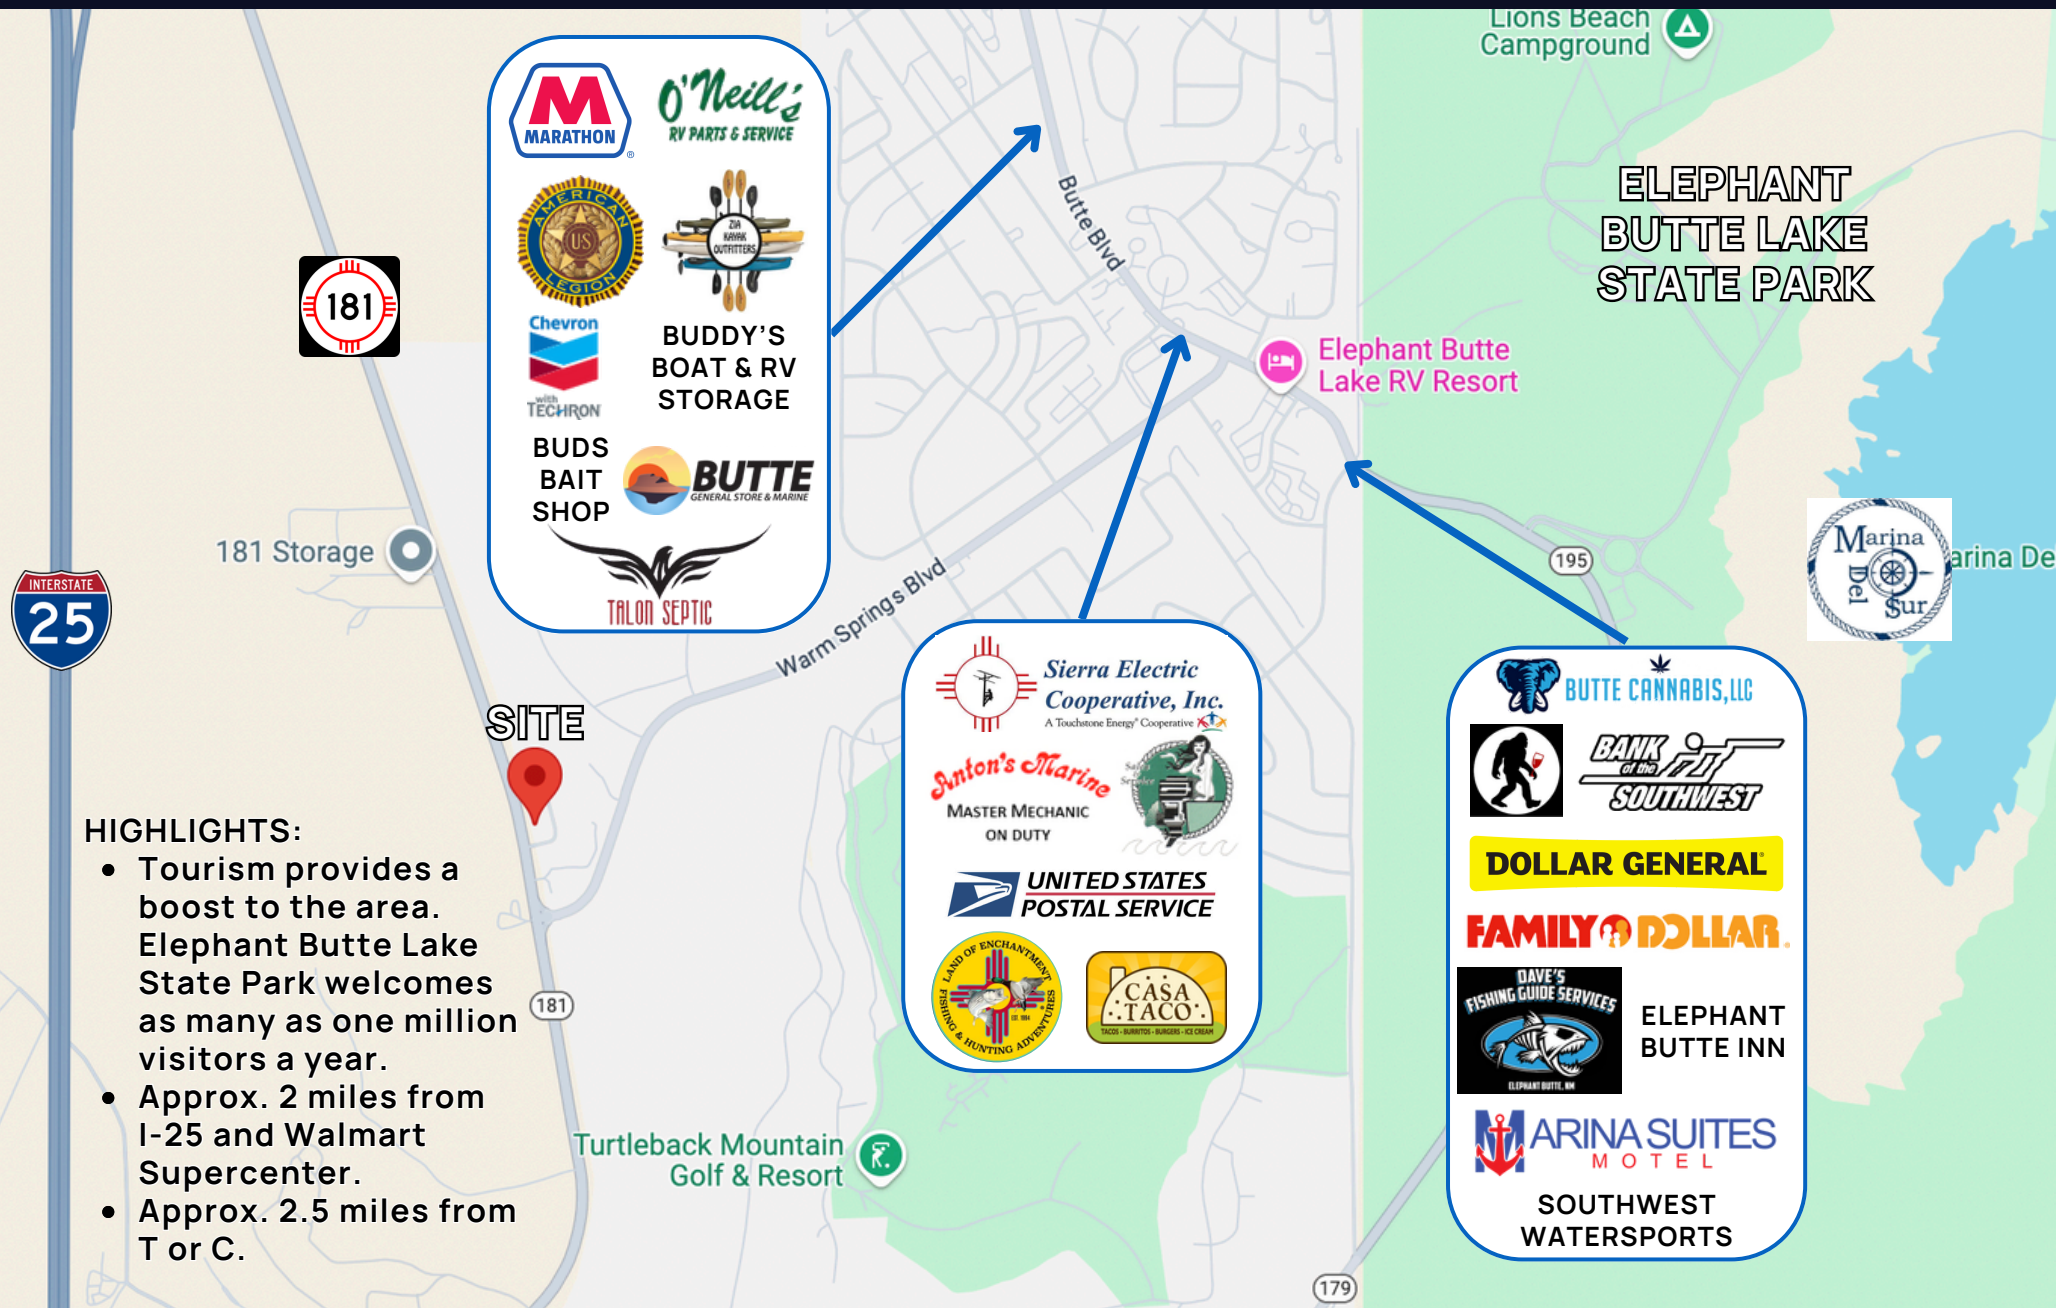 Lions Beach
Campground
MARATHON
®
O'Neill's
RV PARTS & SERVICE
AMERICAN
US
LEGION
ZIA
KAYAK
OUTFITTERS
Chevron
with
TECHRON
BUDDY'S
BOAT & RV
STORAGE
BUDS
BAIT
SHOP
BUTTE
GENERAL STORE & MARINE
TALON SEPTIC
181
Butte Blvd
ELEPHANT
BUTTE LAKE
STATE PARK
Elephant Butte
Lake RV Resort
181 Storage
INTERSTATE
25
Warm Springs Blvd
195
Marina
Del
Sur
arina De
SITE
Sierra Electric
Cooperative, Inc.
A Touchstone Energy® Cooperative
Anton's Marine
MASTER MECHANIC
ON DUTY
UNITED STATES
POSTAL SERVICE
LAND OF ENCHANTMENT
EST. 1994
FISHING & HUNTING ADVENTURES
CASA
TACO
TACOS - BURRITOS - BURGERS - ICE CREAM
BUTTE CANNABIS, LLC
BANK
of the
SOUTHWEST
DOLLAR GENERAL
FAMILY DOLLAR
DAVE'S
FISHING GUIDE SERVICES
ELEPHANT BUTTE, NM
ELEPHANT
BUTTE INN
MARINA SUITES
MOTEL
SOUTHWEST
WATERSPORTS
HIGHLIGHTS:
• Tourism provides a
boost to the area.
Elephant Butte Lake
State Park welcomes
as many as one million
visitors a year.
• Approx. 2 miles from
I-25 and Walmart
Supercenter.
• Approx. 2.5 miles from
T or C.
181
Turtleback Mountain
Golf & Resort
179